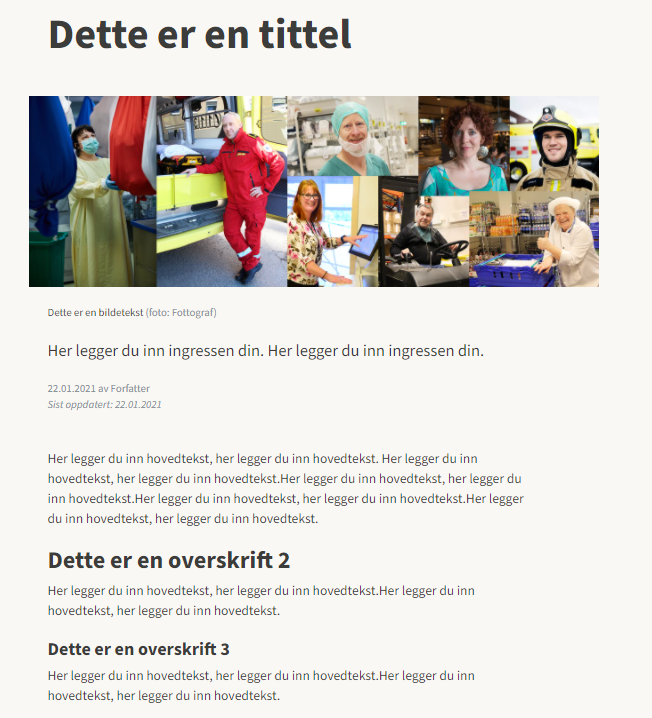 Dette er en tittel
Dette er en bildetekst (foto: Fottograf)
Her legger du inn ingressen din. Her legger du inn ingressen din.
22.01.2021 av Forfatter
Sist oppdatert: 22.01.2021
Her legger du inn hovedtekst, her legger du inn hovedtekst. Her legger du inn
hovedtekst, her legger du inn hovedtekst.Her legger du inn hovedtekst, her legger du
inn hovedtekst.Her legger du inn hovedtekst, her legger du inn hovedtekst.Her legger
du inn hovedtekst, her legger du inn hovedtekst.
Dette er en overskrift 2
Her legger du inn hovedtekst, her legger du inn hovedtekst.Her legger du inn
hovedtekst, her legger du inn hovedtekst.
Dette er en overskrift 3
Her legger du inn hovedtekst, her legger du inn hovedtekst.Her legger du inn
hovedtekst, her legger du inn hovedtekst.